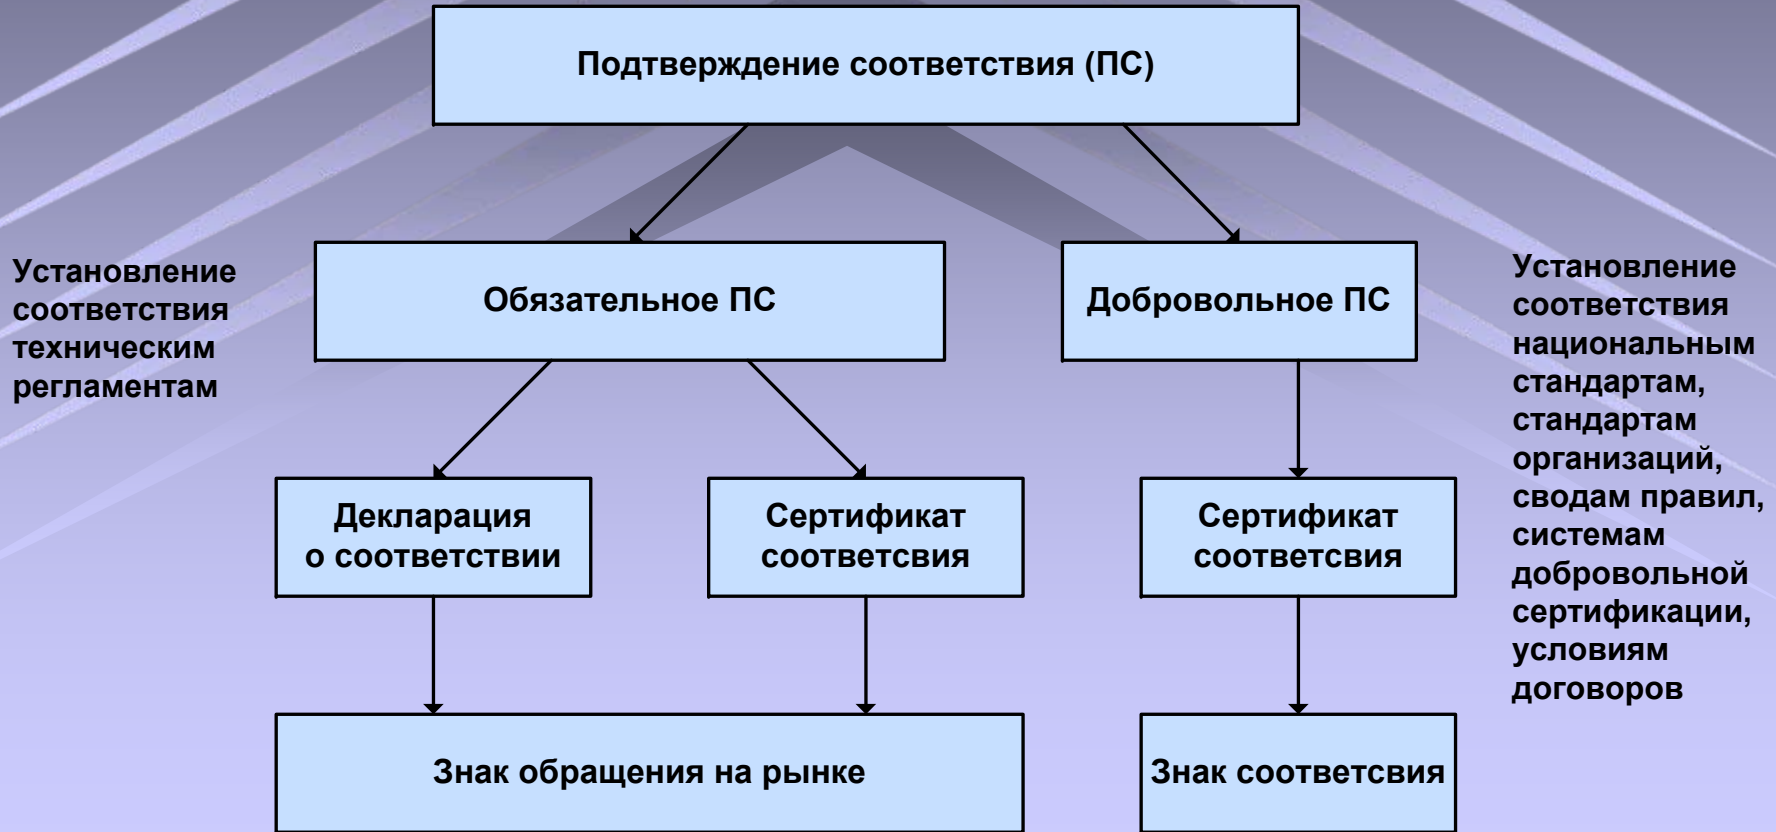 Подтверждение соответствия (ПС)
Установление
соответствия
техническим
регламентам
Обязательное ПС
Добровольное ПС
Установление
соответствия
национальным
стандартам,
стандартам
организаций,
сводам правил,
системам
добровольной
сертификации,
условиям
договоров
Декларация
о соответствии
Сертификат
соответсвия
Сертификат
соответсвия
Знак обращения на рынке
Знак соответсвия